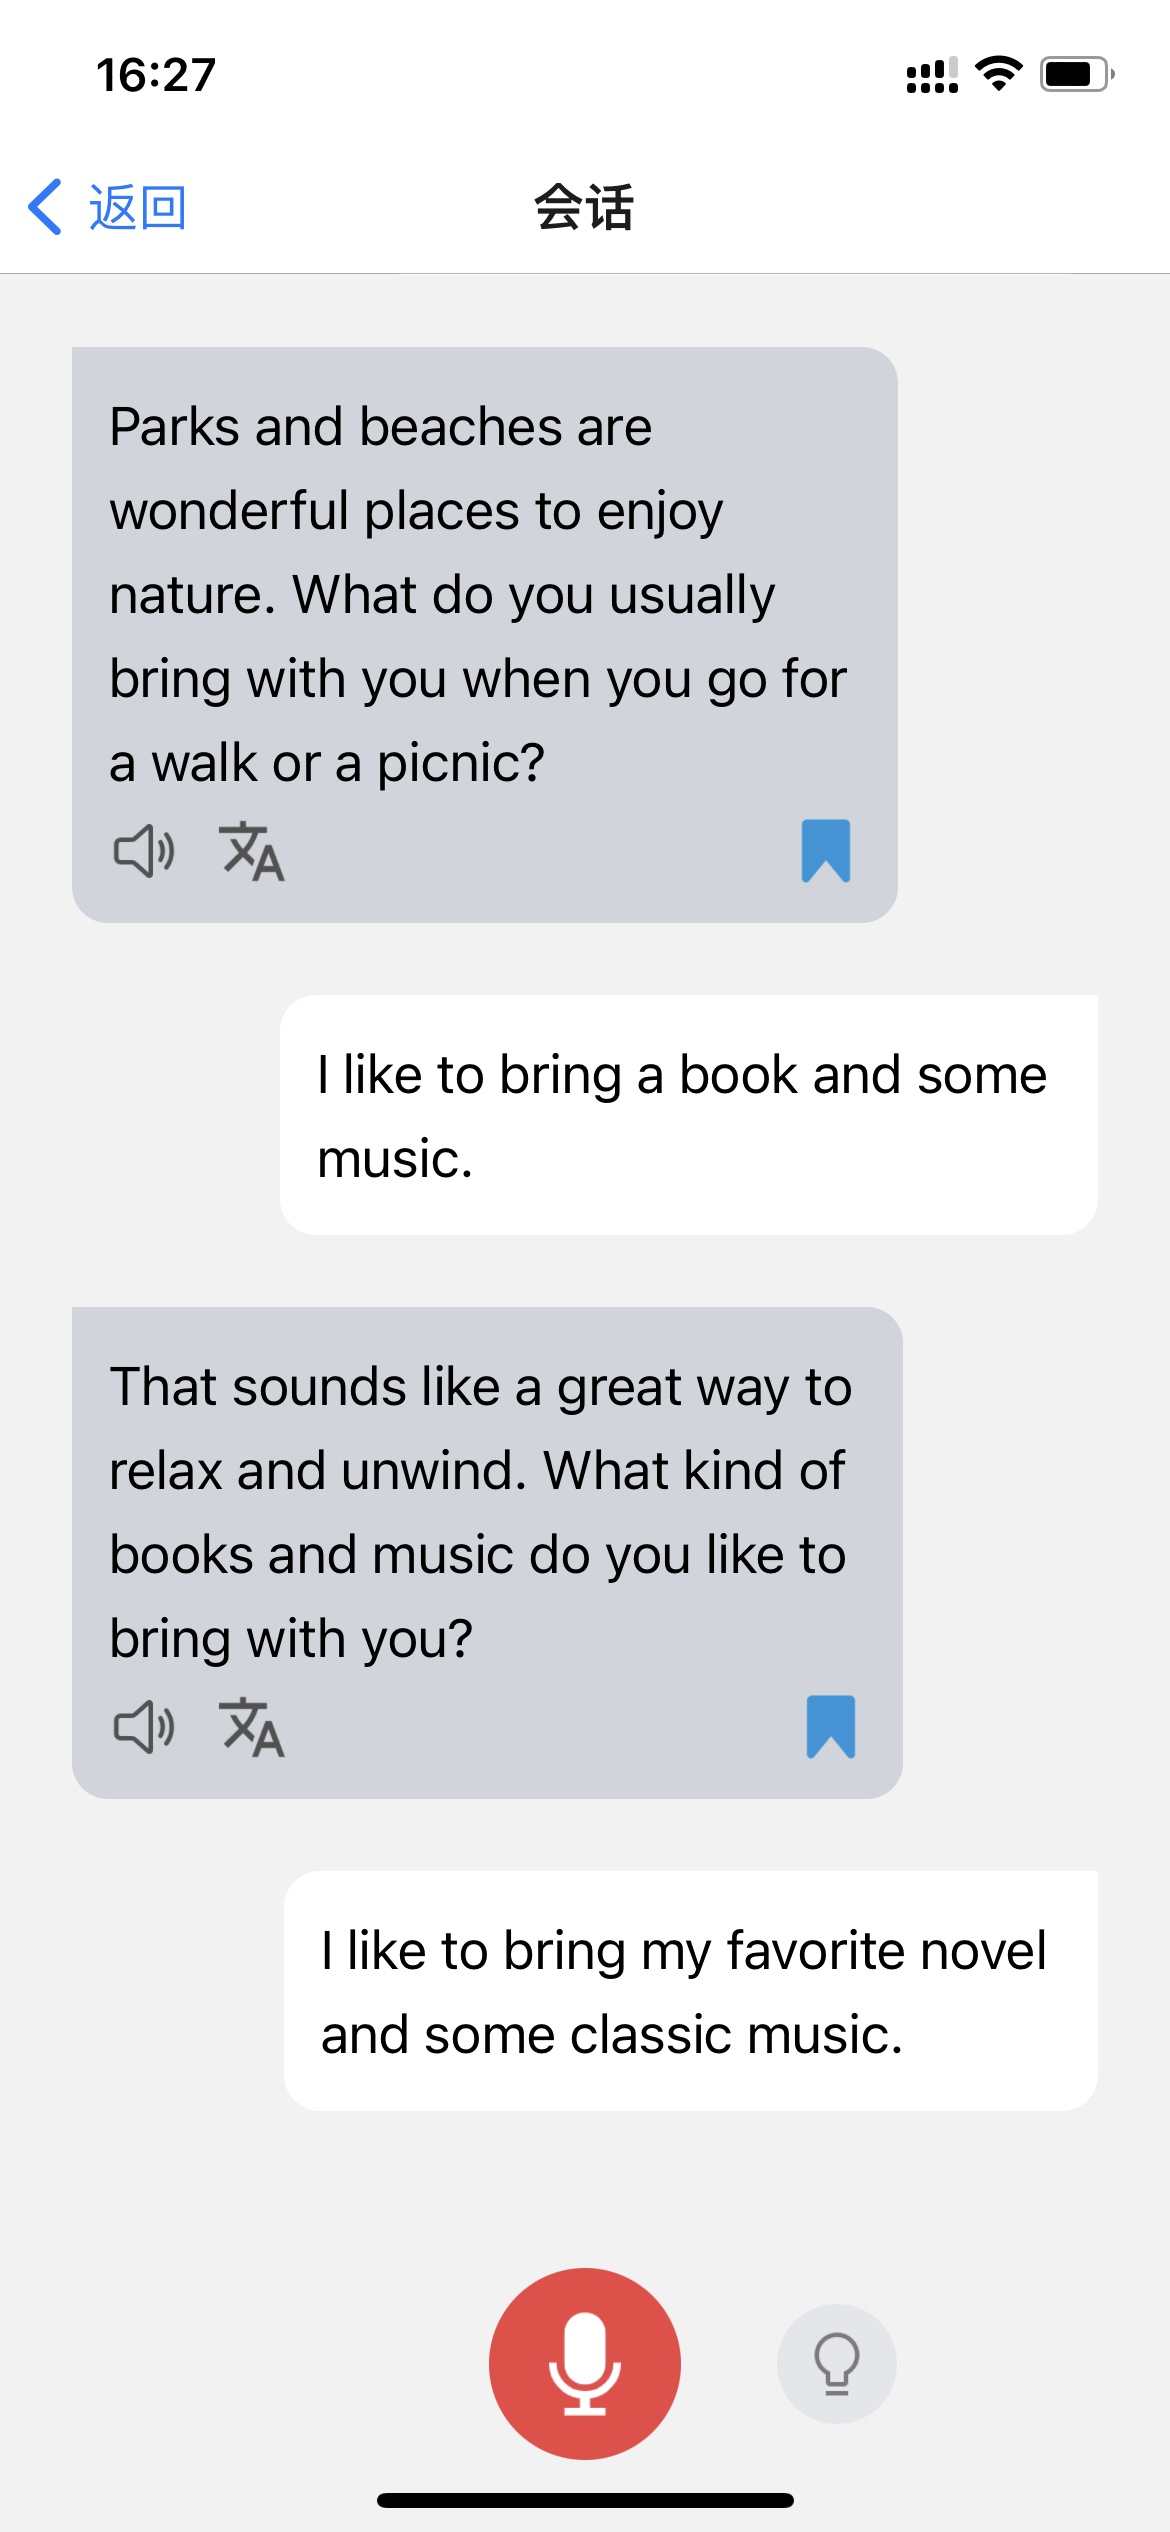 16:27
返回
会话
Parks and beaches are
wonderful places to enjoy
nature. What do you usually
bring with you when you go for
a walk or a picnic?
I like to bring a book and some
music.
That sounds like a great way to
relax and unwind. What kind of
books and music do you like to
bring with you?
I like to bring my favorite novel
and some classic music.